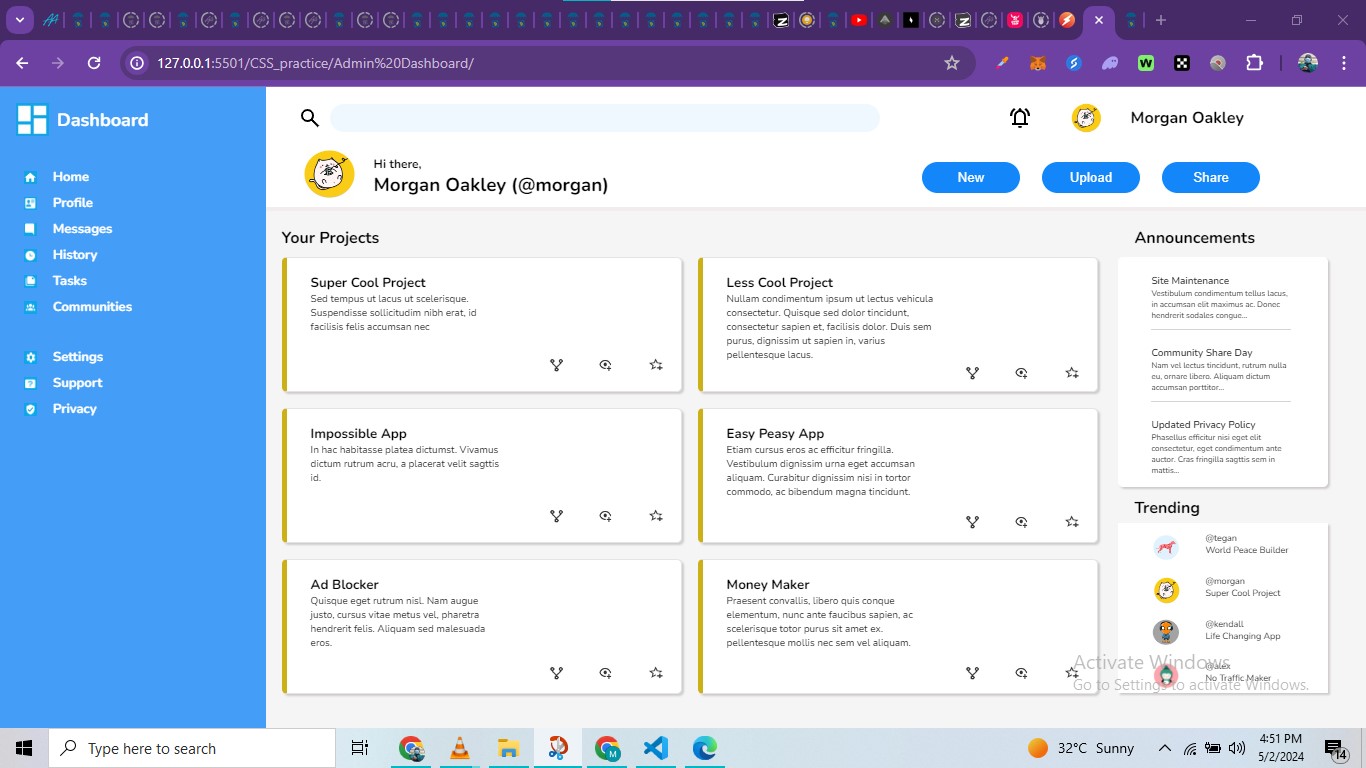 127.0.0.1:5501/CSS_practice/Admin%20Dashboard/
Dashboard
Home
Profile
Messages
History
Tasks
Communities
Settings
Support
Privacy
Morgan Oakley
Hi there,
Morgan Oakley (@morgan)
New
Upload
Share
Your Projects
Super Cool Project
Sed tempus ut lacus ut scelerisque.
Suspendisse sollicitudim nibh erat, id
facilisis felis accumsan nec
Less Cool Project
Nullam condimentum ipsum ut lectus vehicula
consectetur. Quisque sed dolor tincidunt,
consectetur sapien et, facilisis dolor. Duis sem
purus, dignissim ut sapien in, varius
pellentesque lacus.
Impossible App
In hac habitasse platea dictumst. Vivamus
dictum rutrum acru, a placerat velit sagttis
id.
Easy Peasy App
Etiam cursus eros ac efficitur fringilla.
Vestibulum dignissim urna eget accumsan
aliquam. Curabitur dignissim nisi in tortor
commodo, ac bibendum magna tincidunt.
Ad Blocker
Quisque eget rutrum nisl. Nam augue
justo, cursus vitae metus vel, pharetra
hendrerit felis. Aliquam sed malesuada
eros.
Money Maker
Praesent convallis, libero quis conque
elementum, nunc ante faucibus sapien, ac
scelerisque totor purus sit amet ex.
pellentesque mollis nec sem vel aliquam.
Announcements
Site Maintenance
Vestibulum condimentum tellus lacus,
in accumsan elit maximus ac. Donec
hendrerit sodales congue...
Community Share Day
Nam vel lectus tincidunt, rutrum nulla
eu, ornare libero. Aliquam dictum
accumsan porttitor...
Updated Privacy Policy
Phasellus efficitur nisi eget elit
consectetur, eget condimentum ante
auctor. Cras fringilla sagttis sem in
mattis...
Trending
@tegan
World Peace Builder
@morgan
Super Cool Project
@kendall
Life Changing App
@alex
No Traffic Maker
Activate Windows
Go to Settings to activate Windows.
Type here to search
32°C Sunny
4:51 PM
5/2/2024
14